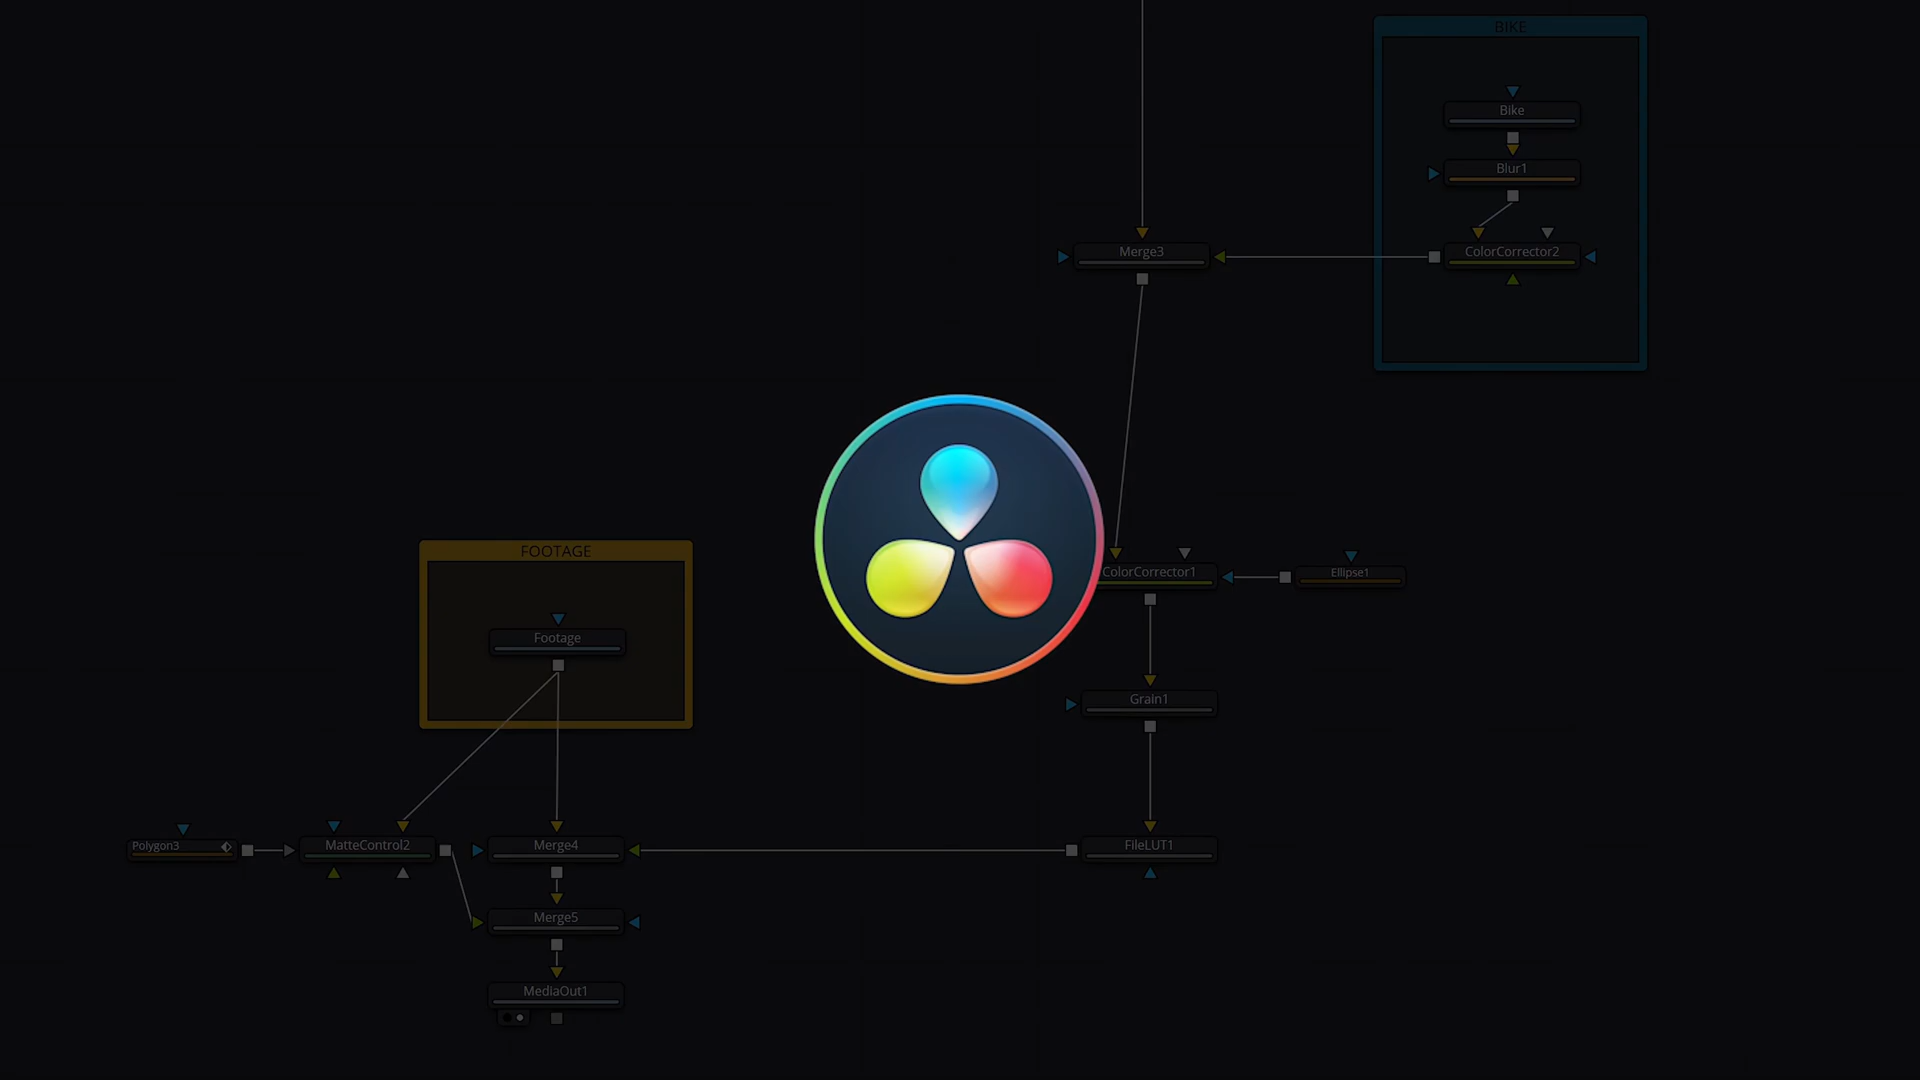 BIKE
Bike
Blur1
Merge3
ColorCorrector2
FOOTAGE
ColorCorrector1
Ellipse1
Footage
Grain1
Polygon3
MatteControl2
Merge4
FileLUT1
Merge5
MediaOut1